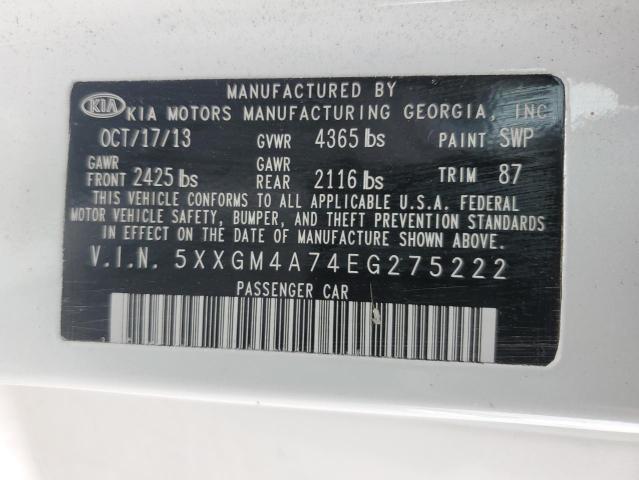 MANUFACTURED BY
KIA KIA MOTORS MANUFACTURING GEORGIA, INC
OCT/17/13 GVWR 4365 lbs PAINT SWP
GAWR FRONT 2425 lbs GAWR REAR 2116 lbs TRIM 87
THIS VEHICLE CONFORMS TO ALL APPLICABLE U.S.A. FEDERAL
MOTOR VEHICLE SAFETY, BUMPER, AND THEFT PREVENTION STANDARDS
IN EFFECT ON THE DATE OF MANUFACTURE SHOWN ABOVE.
V.I.N. 5XXGM4A74EG275222
PASSENGER CAR